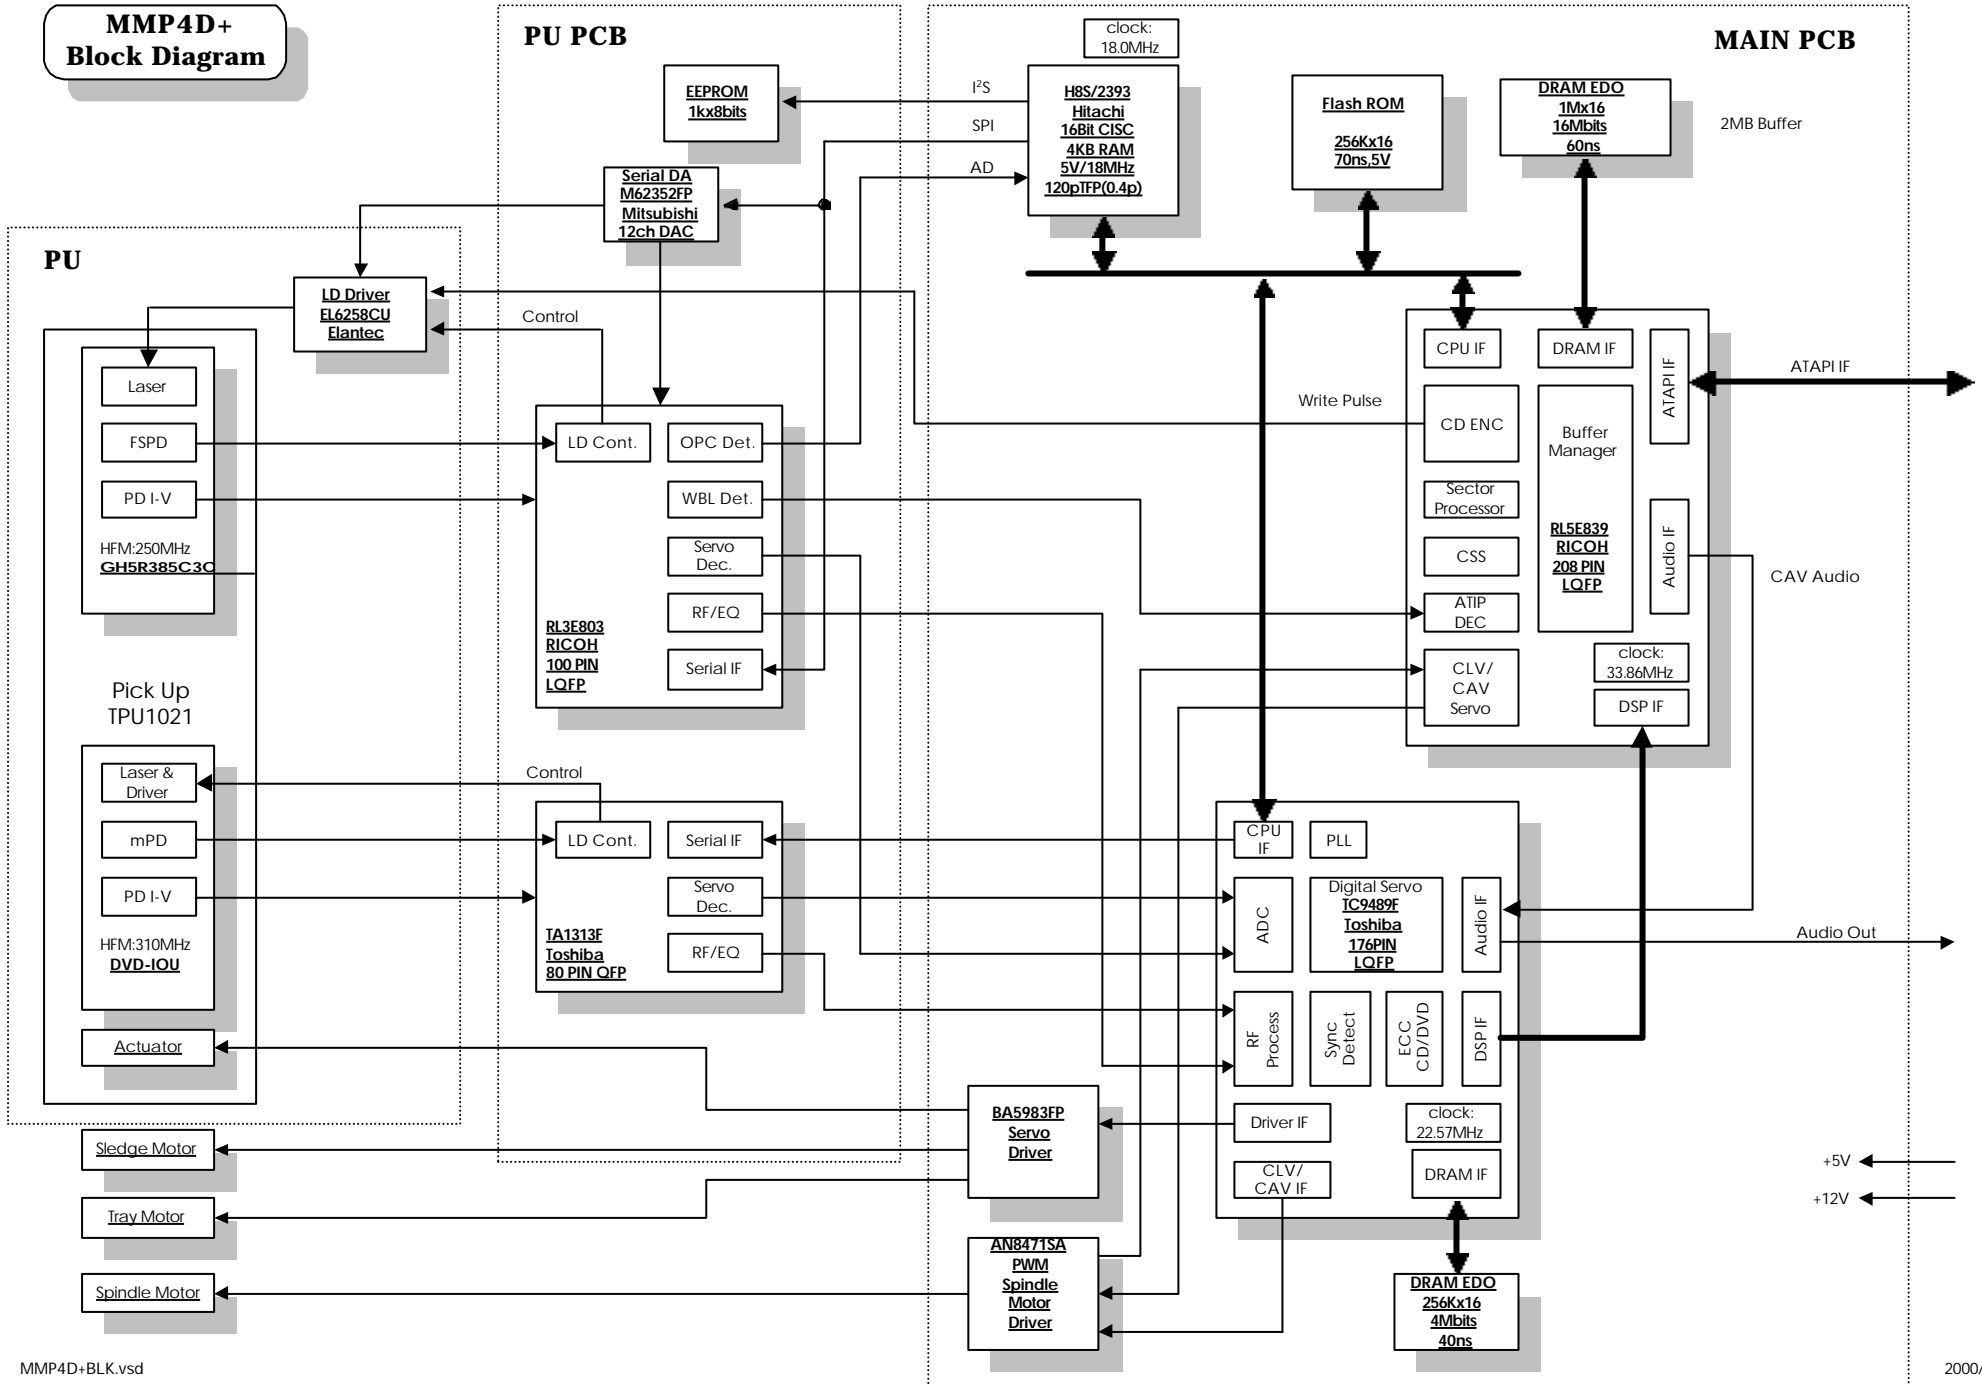 MMP4D+
Block Diagram
PU PCB
MAIN PCB
clock:
18.0MHz
EEPROM
1kx8bits
I²S
SPI
AD
H8S/2393
Hitachi
16Bit CISC
4KB RAM
5V/18MHz
120pTFP(0.4p)
Flash ROM
256Kx16
70ns,5V
DRAM EDO
1Mx16
16Mbits
60ns
2MB Buffer
Serial DA
M62352FP
Mitsubishi
12ch DAC
PU
LD Driver
EL6258CU
Elantec
Control
Laser
FSPD
PD I-V
HFM:250MHz
GH5R385C3C
LD Cont.
OPC Det.
WBL Det.
Servo
Dec.
RF/EQ
Serial IF
RL3E803
RICOH
100 PIN
LQFP
Write Pulse
CPU IF
DRAM IF
ATAPI IF
ATAPI IF
CD ENC
Buffer
Manager
Sector
Processor
CSS
ATIP
DEC
RL5E839
RICOH
208 PIN
LQFP
Audio IF
CAV Audio
clock:
33.86MHz
CLV/
CAV
Servo
DSP IF
Pick Up
TPU1021
Laser &
Driver
Control
mPD
PD I-V
HFM:310MHz
DVD-IOU
LD Cont.
Serial IF
Servo
Dec.
RF/EQ
TA1313F
Toshiba
80 PIN QFP
CPU
IF
PLL
ADC
Digital Servo
TC9489F
Toshiba
176PIN
LQFP
Audio IF
Audio Out
RF
Process
Sync
Detect
ECC
CD/DVD
DSP IF
Actuator
Sledge Motor
Tray Motor
Spindle Motor
BA5983FP
Servo
Driver
Driver IF
clock:
22.57MHz
CLV/
CAV IF
DRAM IF
+5V
+12V
AN8471SA
PWM
Spindle
Motor
Driver
DRAM EDO
256Kx16
4Mbits
40ns
MMP4D+BLK.vsd
2000/